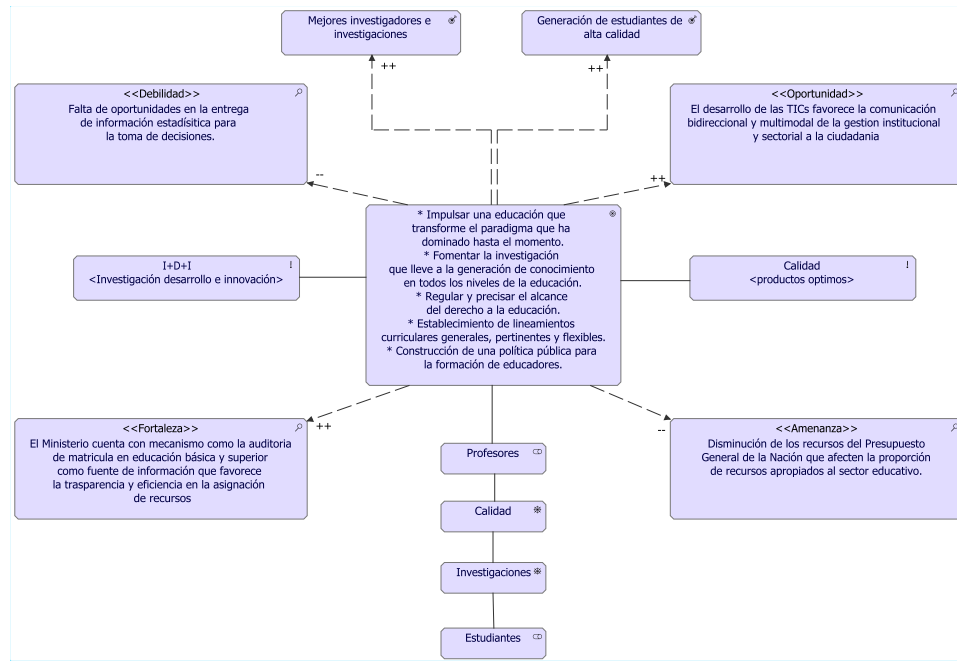 Mejores investigadores e
investigaciones
Generación de estudiantes de
alta calidad
++
++
<<Debilidad>>
Falta de oportunidades en la entrega
de información estadísitica para
la toma de decisiones.
<<Oportunidad>>
El desarrollo de las TICs favorece la comunicación
bidireccional y multimodal de la gestion institucional
y sectorial a la ciudadania
--
++
* Impulsar una educación que
transforme el paradigma que ha
dominado hasta el momento.
* Fomentar la investigación
que lleve a la generación de conocimiento
en todos los niveles de la educación.
* Regular y precisar el alcance
del derecho a la educación.
* Establecimiento de lineamientos
curriculares generales, pertinentes y flexibles.
* Construcción de una política pública para
la formación de educadores.
I+D+I
<Investigación desarrollo e innovación>
!
Calidad
<productos optimos>
!
<<Fortaleza>>
El Ministerio cuenta con mecanismo como la auditoria
de matricula en educación básica y superior
como fuente de información que favorece
la trasparencia y eficiencia en la asignación
de recursos
++
--
<<Amenanza>>
Disminución de los recursos del Presupuesto
General de la Nación que afecten la proporción
de recursos apropiados al sector educativo.
Profesores
Calidad
Investigaciones
Estudiantes